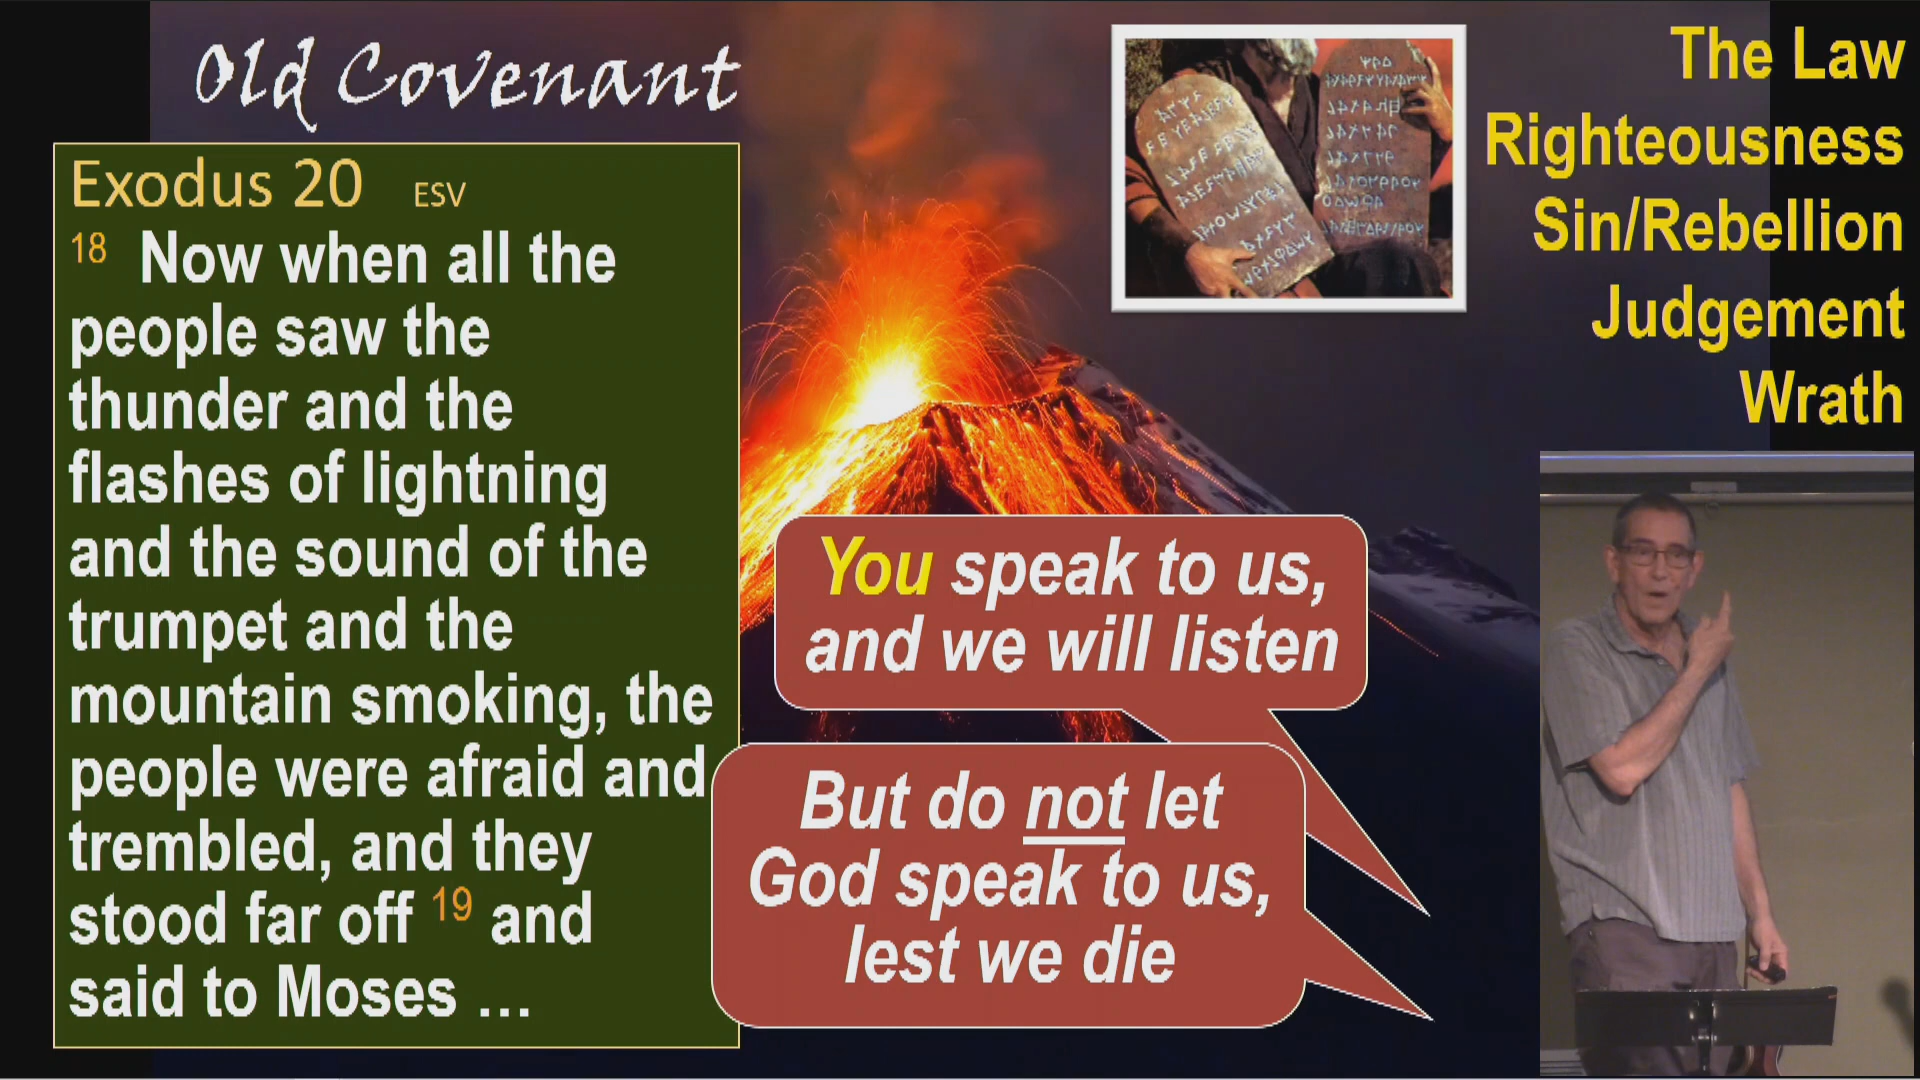 Old Covenant
Exodus 20 ESV
18 Now when all the
people saw the
thunder and the
flashes of lightning
and the sound of the
trumpet and the
mountain smoking, the
people were afraid and
trembled, and they
stood far off 19 and
said to Moses ...
You speak to us,
and we will listen
But do not let
God speak to us,
lest we die
The Law
Righteousness
Sin/Rebellion
Judgement
Wrath